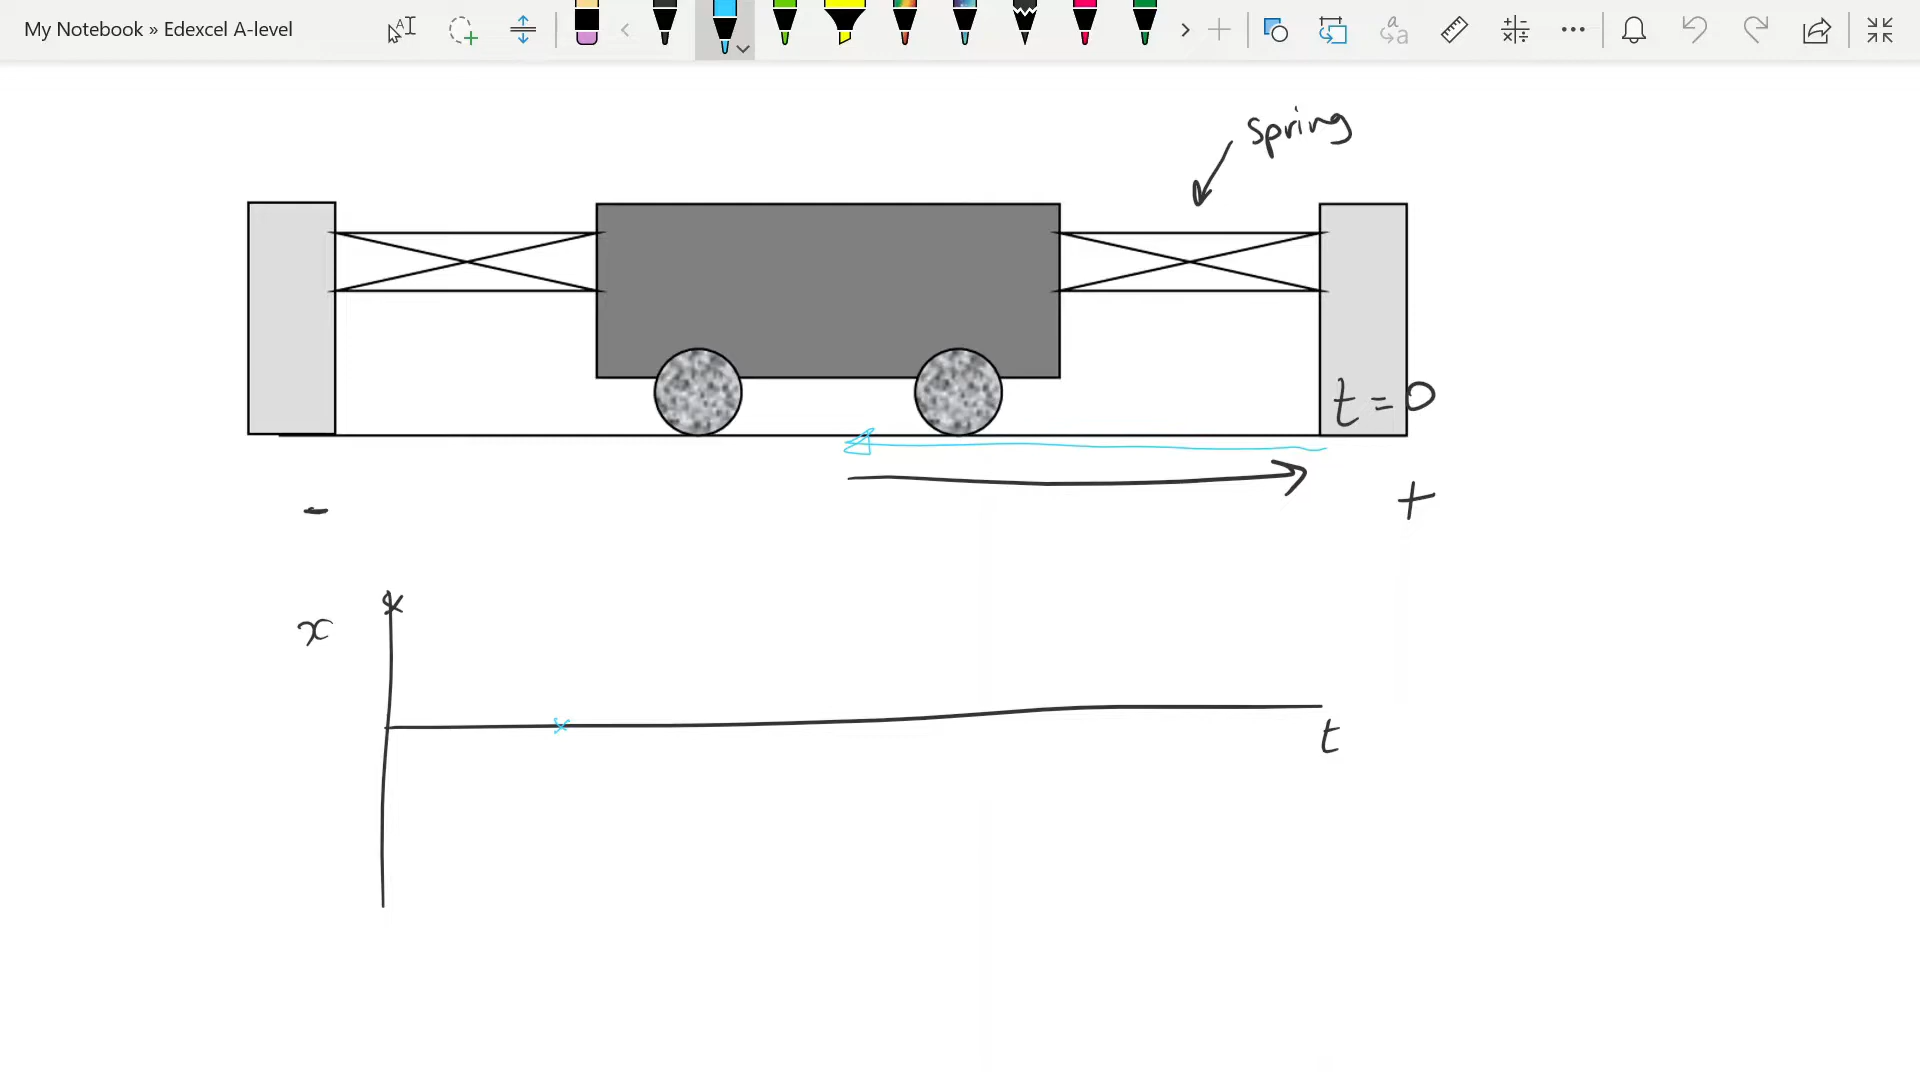 My Notebook » Edexcel A-level
spring
t = 0
- +
x
t